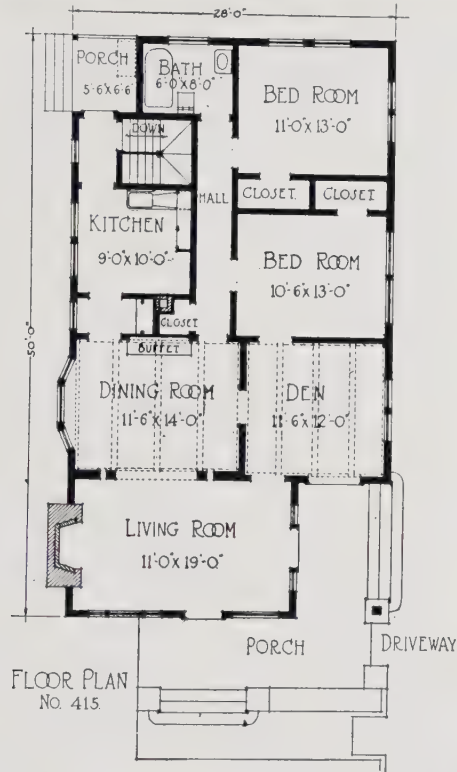 28'-0"
PORCH
5'-6"x6'-6"
BATH
6'-0"x8'-0"
BED ROOM
11'-0"x13'-0"
DOWN
HALL
CLOSET.
CLOSET
KITCHEN
9'-0"x10'-0"
BED ROOM
10'-6"x13'-0"
50'-0"
CLOSET
BUFFET
DINING ROOM
11'-6"x14'-0"
DEN
11'-6"x12'-0"
LIVING ROOM
11'-0"x19'-0"
PORCH
DRIVEWAY
FLOOR PLAN
No. 415.